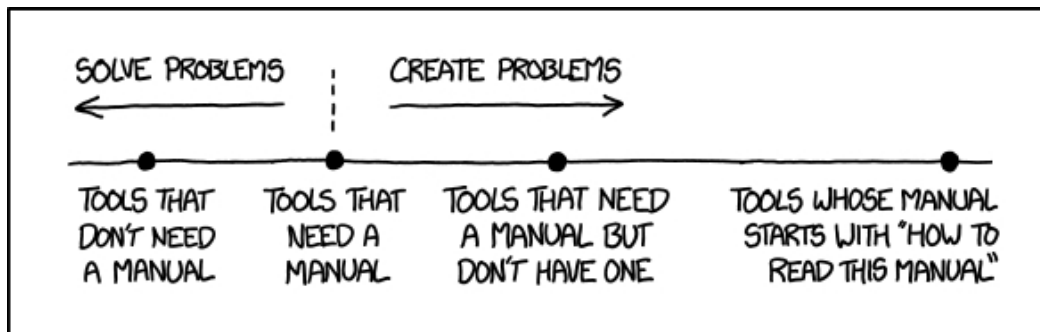 SOLVE PROBLEMS
CREATE PROBLEMS
TOOLS THAT
DON'T NEED
A MANUAL
TOOLS THAT
NEED A
MANUAL
TOOLS THAT NEED
A MANUAL BUT
DON'T HAVE ONE
TOOLS WHOSE MANUAL
STARTS WITH "HOW TO
READ THIS MANUAL"